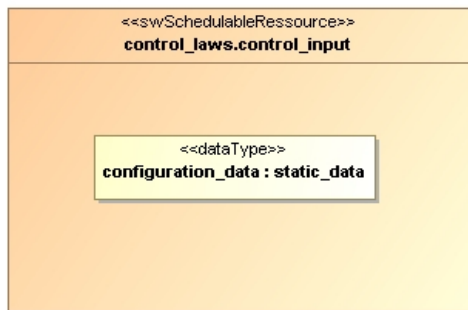 <<swSchedulableRessource>>
control_laws.control_input
<<dataType>>
configuration_data : static_data